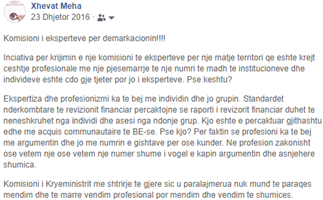 Xhevat Meha
23 Dhjetor 2016 ·
Komisioni i eksperteve per demarkacionin!!!!
Inciativa per krijimin e nje komisioni te eksperteve per nje matje territori qe eshte krejt
ceshtje profesionale me nje pjesemarrje te nje numri te madh te institucioneve dhe
individeve eshte cdo gje tjeter por jo i eksperteve. Pse keshtu?
Ekspertiza dhe profesionizmi ka te bej me individin dhe jo grupin. Standardet
nderkombtare te revizionit financiar percaktojne se raporti i revizorit financiar duhet te
neneshkruhet nga individi dhe asesi nga ndonje grup. Kjo eshte e percaktuar gjithashtu
edhe me acquis communautaire te BE-se. Pse kjo? Per faktin se profesioni ka te bej
me argumentin dhe jo me numrin e gishtave per ose kunder. Ne profesion zakonisht
ose vetem nje ose vetem nje numer shume i vogel e kapin argumentin dhe asnjehere
shumica.
Komisioni i Kryeministrit me shtrirje te gjere sic u paralajmerua nuk mund te paraqes
mendim dhe te marre vendim profesional por mendim dhe vendim te shumices.